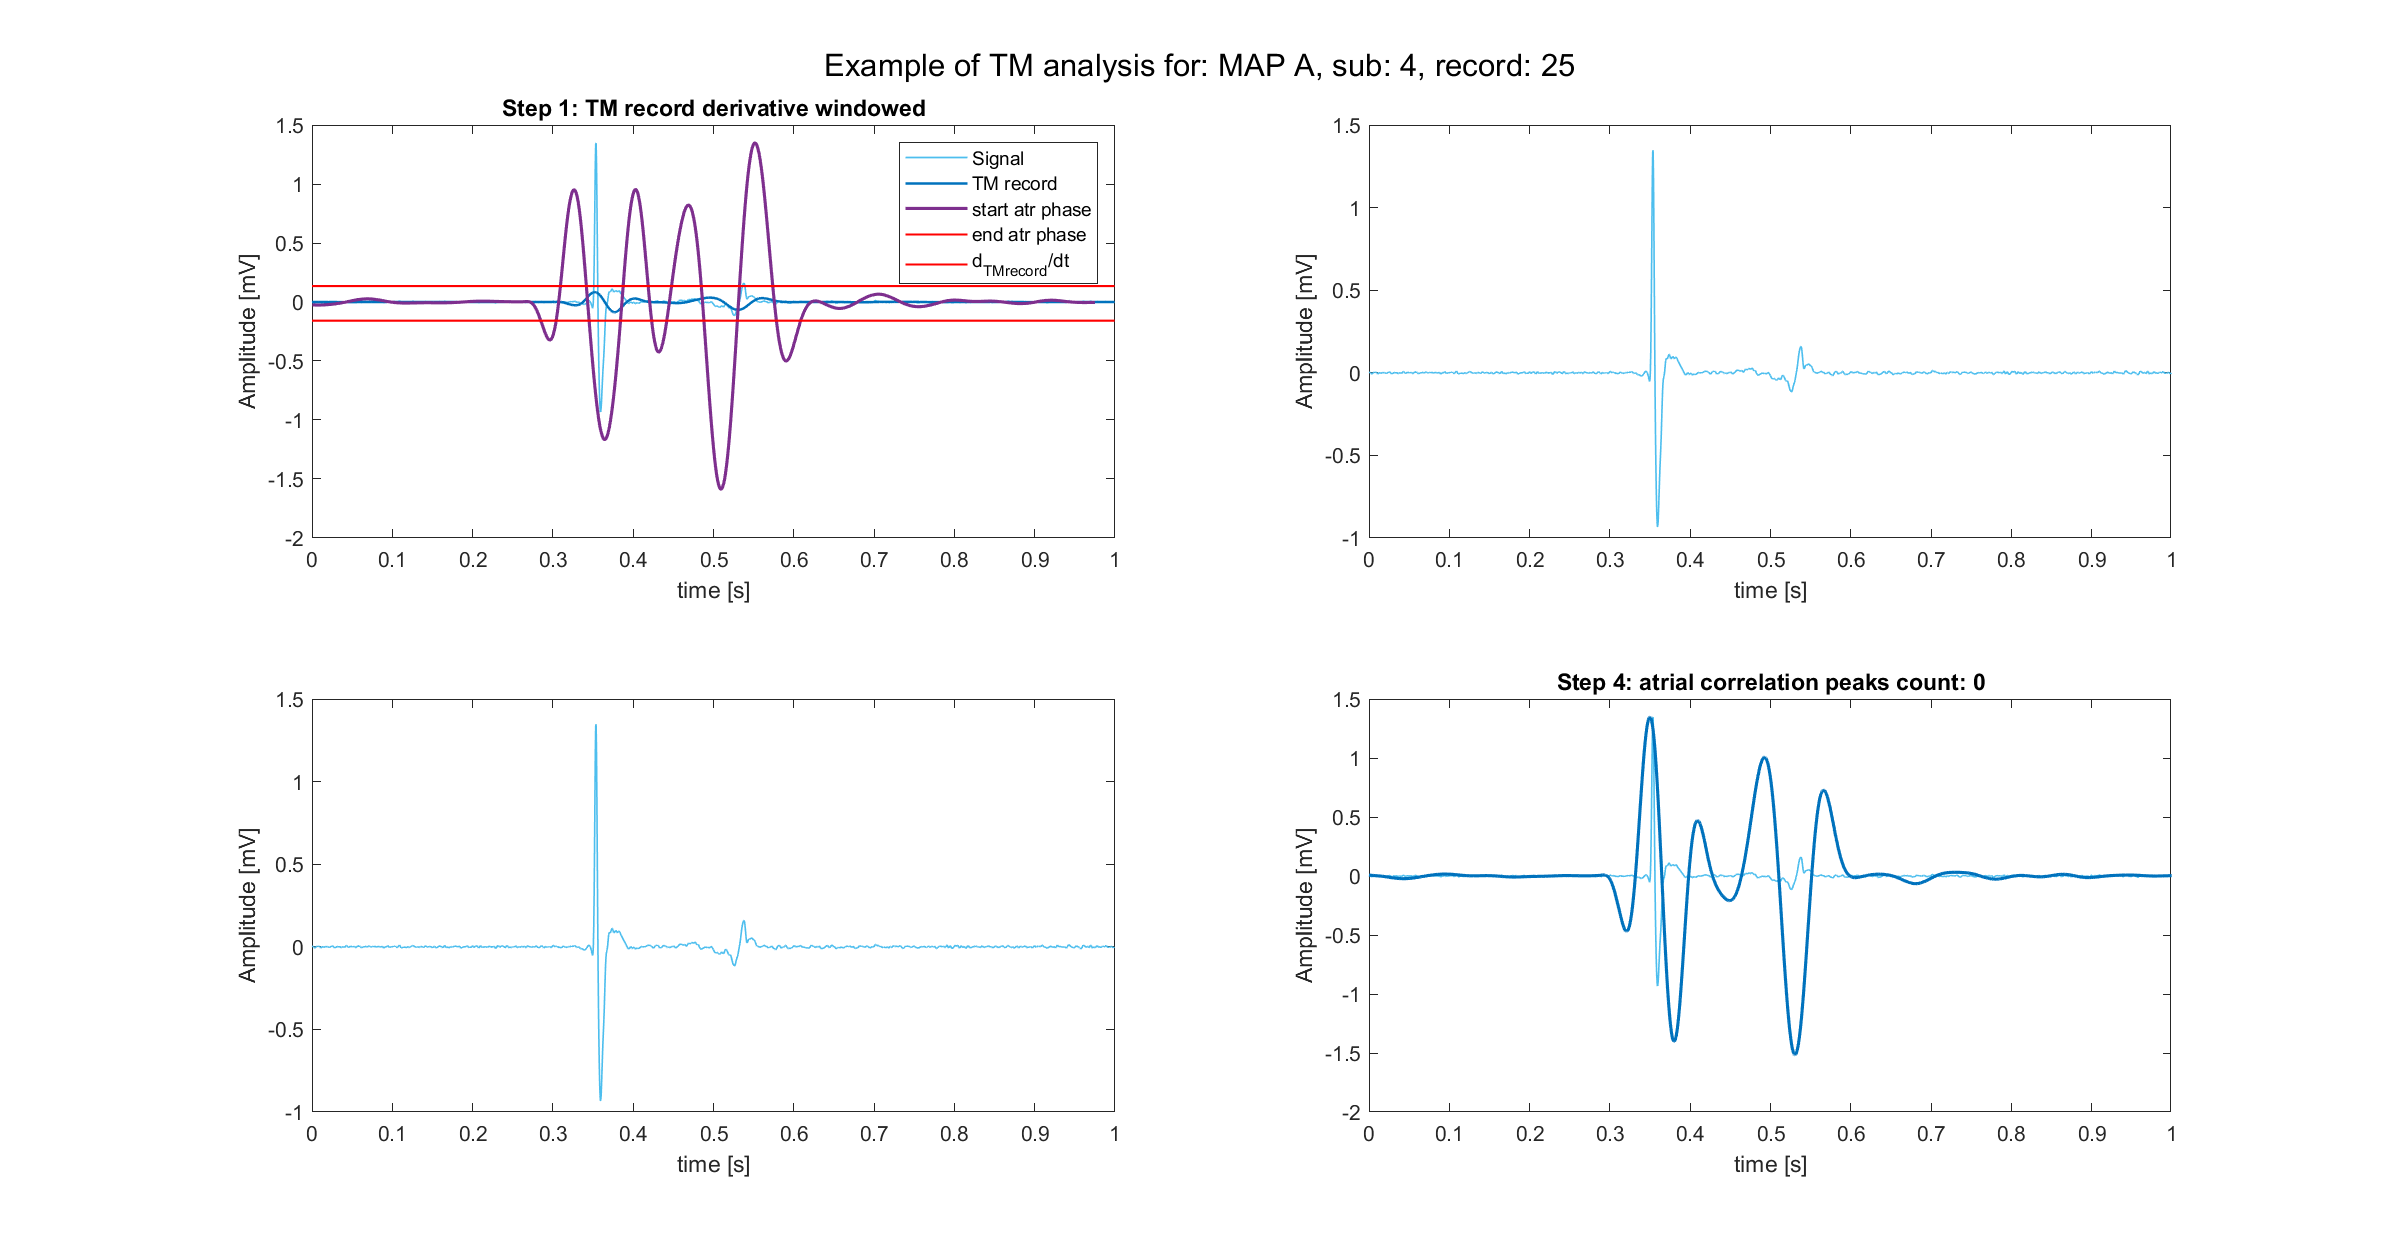 Example of TM analysis for: MAP A, sub: 4, record: 25
Step 1: TM record derivative windowed
1.5
1
0.5
0
-0.5
-1
-1.5
-2
Amplitude [mV]
0 0.1 0.2 0.3 0.4 0.5 0.6 0.7 0.8 0.9 1
time [s]
Signal
TM record
start atr phase
end atr phase
d_TMrecord/dt
1.5
1
0.5
0
-0.5
-1
Amplitude [mV]
0 0.1 0.2 0.3 0.4 0.5 0.6 0.7 0.8 0.9 1
time [s]
1.5
1
0.5
0
-0.5
-1
Amplitude [mV]
0 0.1 0.2 0.3 0.4 0.5 0.6 0.7 0.8 0.9 1
time [s]
Step 4: atrial correlation peaks count: 0
1.5
1
0.5
0
-0.5
-1
-1.5
-2
Amplitude [mV]
0 0.1 0.2 0.3 0.4 0.5 0.6 0.7 0.8 0.9 1
time [s]